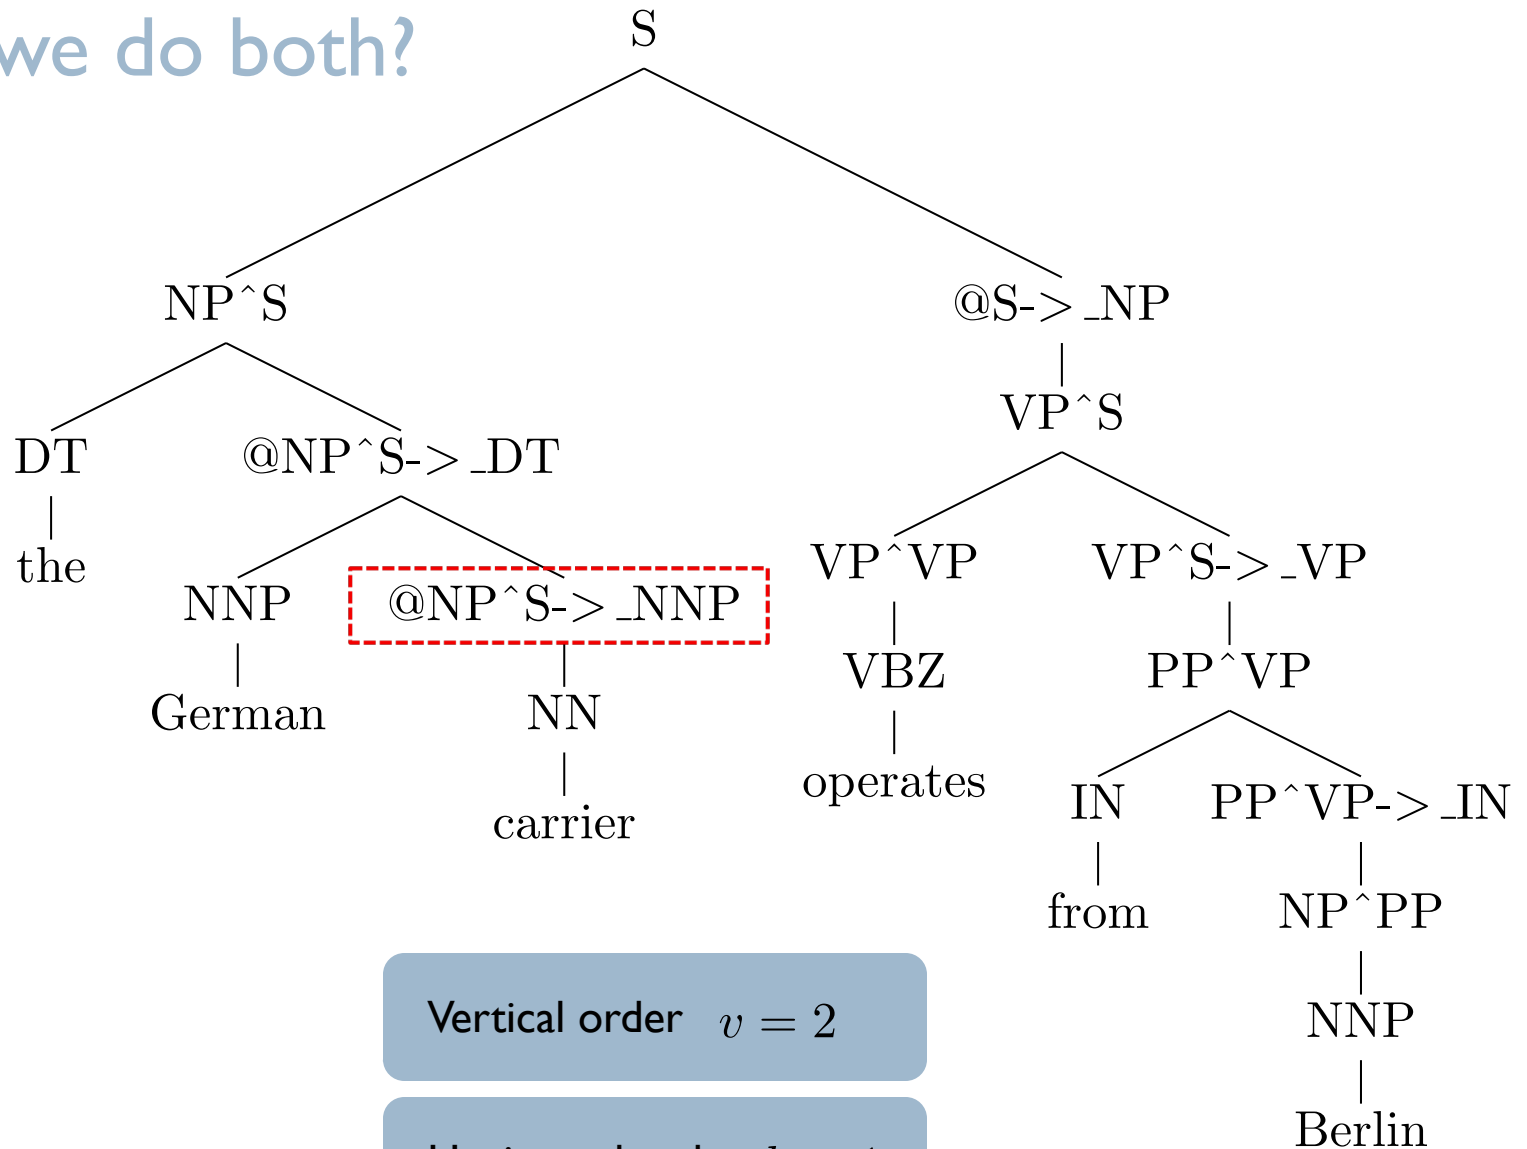 we do both?
S
NP^S @S->_NP
VP^S
DT @NP^S->_DT
the
VP^VP VP^S->_VP
NNP @NP^S->_NNP
VBZ PP^VP
German NN
operates
IN PP^VP->_IN
carrier
from NP^PP
Vertical order v = 2
NNP
Berlin